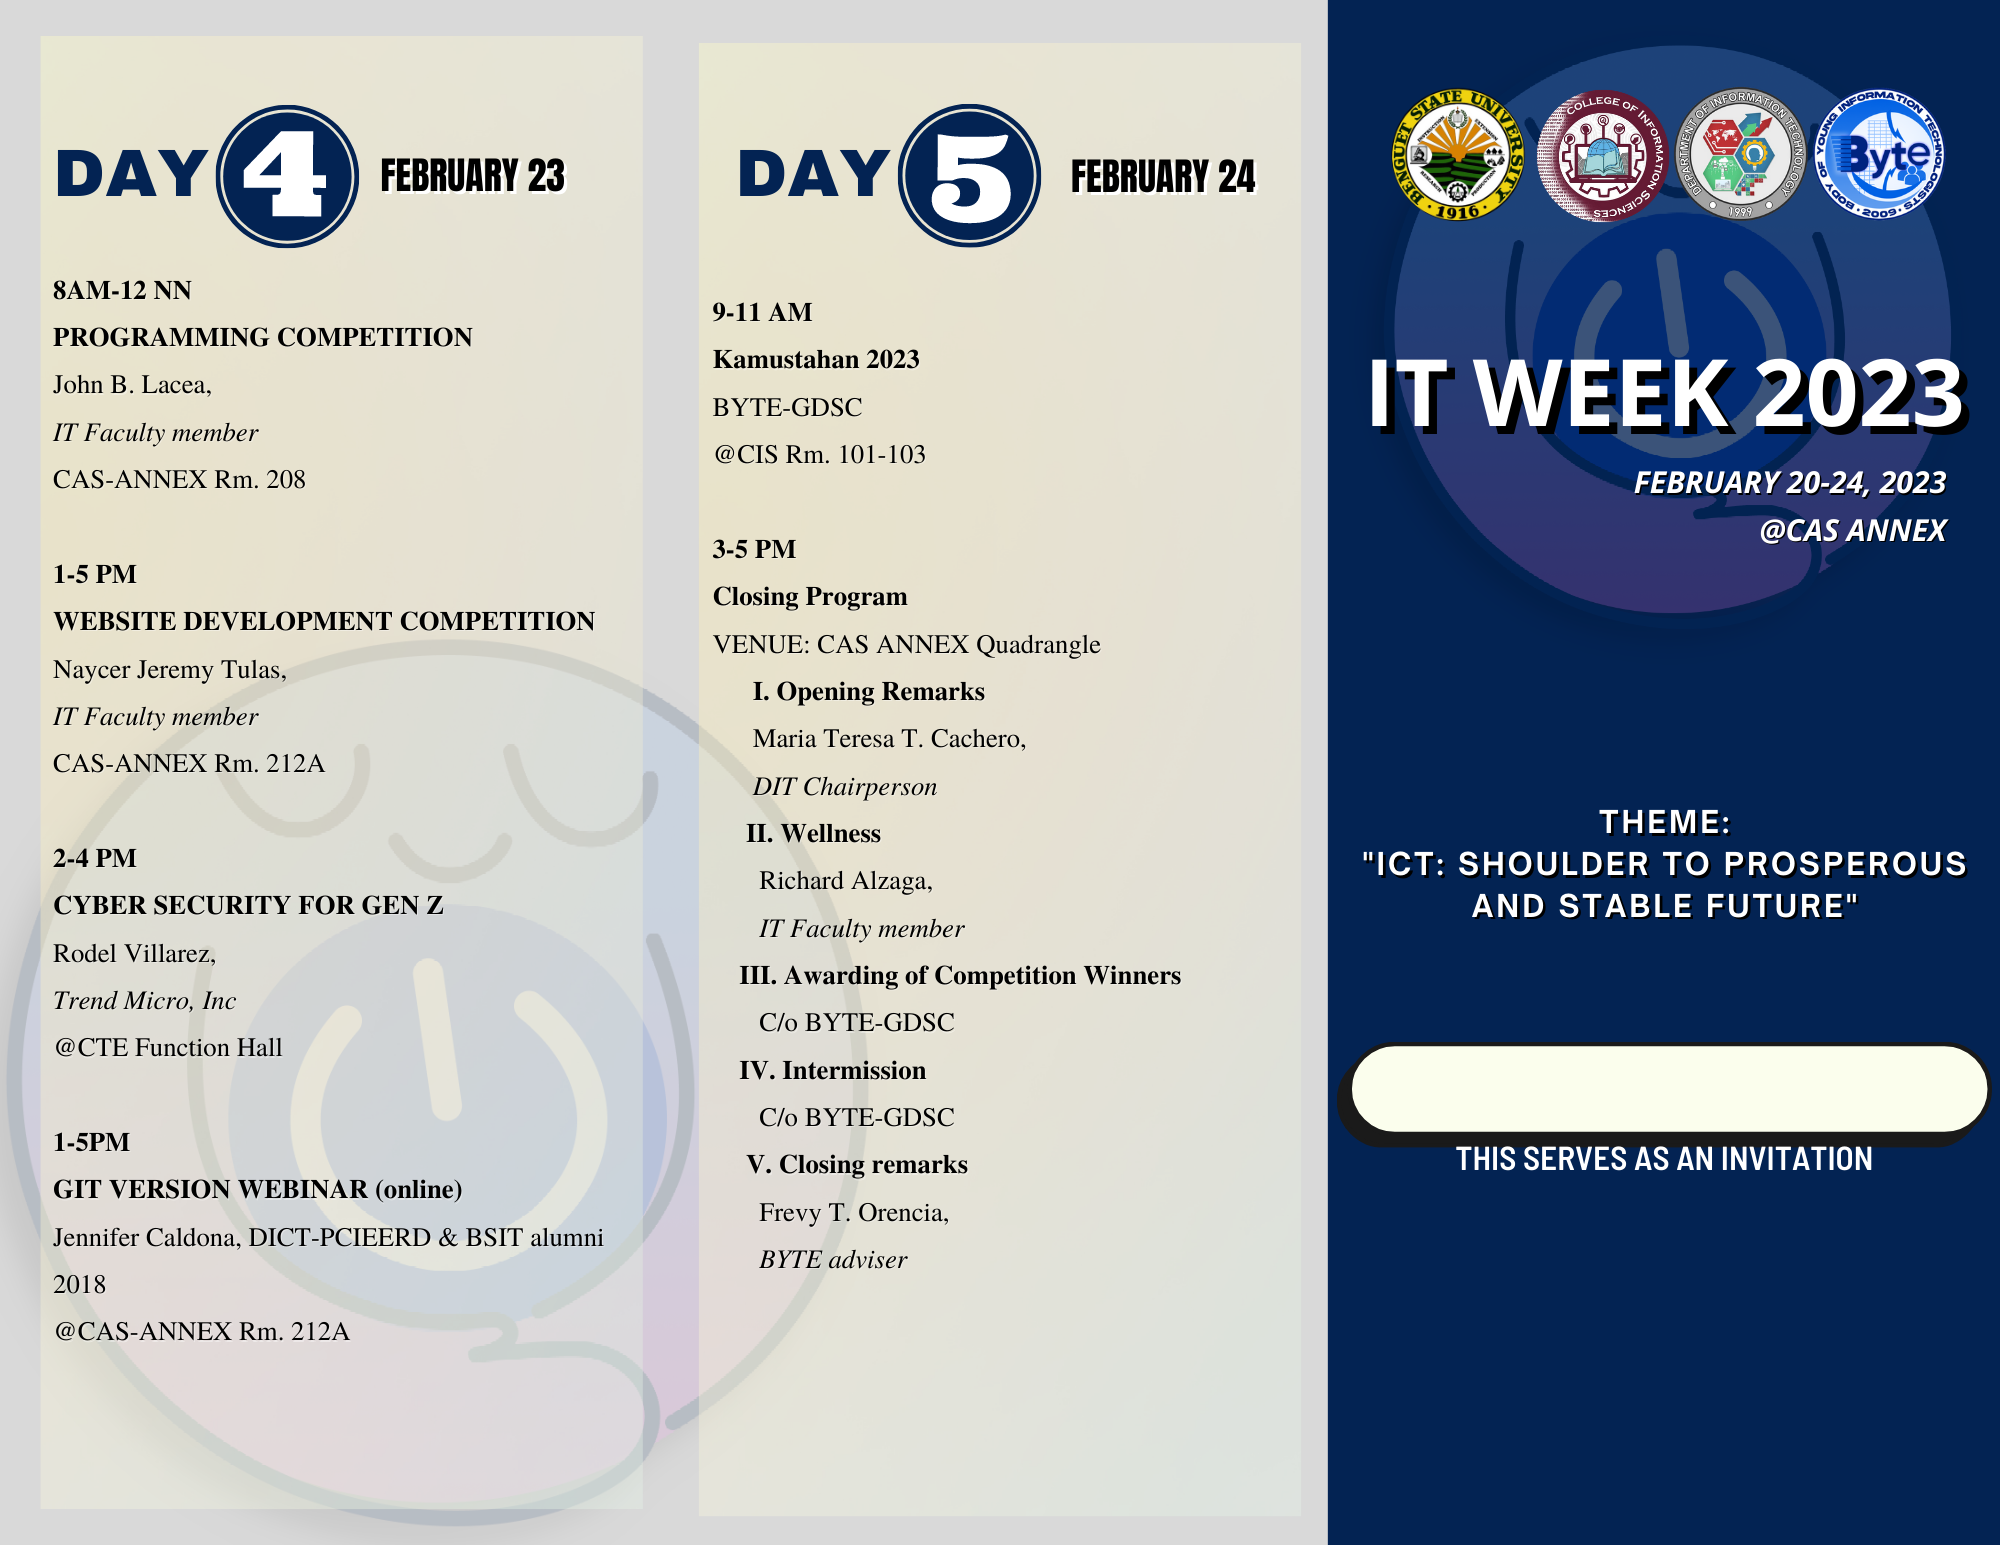 DAY 4 FEBRUARY 23
8AM-12 NN
PROGRAMMING COMPETITION
John B. Lacea,
IT Faculty member
CAS-ANNEX Rm. 208
1-5 PM
WEBSITE DEVELOPMENT COMPETITION
Naycer Jeremy Tulas,
IT Faculty member
CAS-ANNEX Rm. 212A
2-4 PM
CYBER SECURITY FOR GEN Z
Rodel Villarez,
Trend Micro, Inc
@CTE Function Hall
1-5PM
GIT VERSION WEBINAR (online)
Jennifer Caldona, DICT-PCIEERD & BSIT alumni
2018
@CAS-ANNEX Rm. 212A
DAY 5 FEBRUARY 24
9-11 AM
Kamustahan 2023
BYTE-GDSC
@CIS Rm. 101-103
3-5 PM
Closing Program
VENUE: CAS ANNEX Quadrangle
I. Opening Remarks
Maria Teresa T. Cachero,
DIT Chairperson
II. Wellness
Richard Alzaga,
IT Faculty member
III. Awarding of Competition Winners
C/o BYTE-GDSC
IV. Intermission
C/o BYTE-GDSC
V. Closing remarks
Frevy T. Orencia,
BYTE adviser
BENGUET STATE UNIVERSITY
INSTRUCTION EXTENSION
RESEARCH PRODUCTION
· 1916 ·
COLLEGE OF INFORMATION SCIENCES
DEPARTMENT OF INFORMATION TECHNOLOGY
1999
BODY OF YOUNG INFORMATION TECHNOLOGISTS
Byte
· 2009 ·
IT WEEK 2023
FEBRUARY 20-24, 2023
@CAS ANNEX
THEME:
"ICT: SHOULDER TO PROSPEROUS
AND STABLE FUTURE"
THIS SERVES AS AN INVITATION